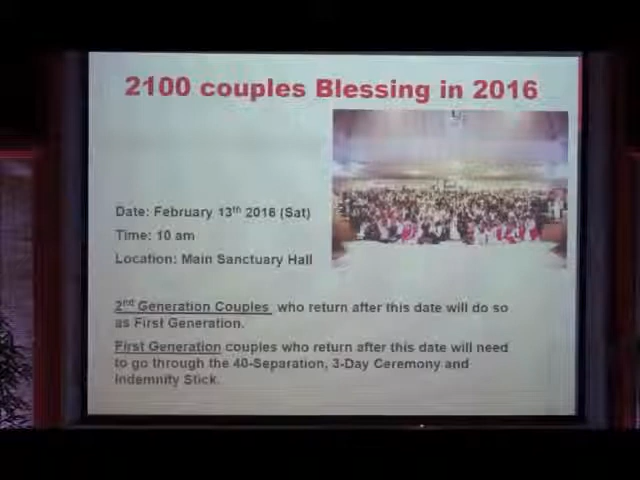 2100 couples Blessing in 2016
Date: February 13th 2016 (Sat)
Time: 10 am
Location: Main Sanctuary Hall
2nd Generation Couples who return after this date will do so
as First Generation.
First Generation couples who return after this date will need
to go through the 40-Separation, 3-Day Ceremony and
Indemnity Stick.